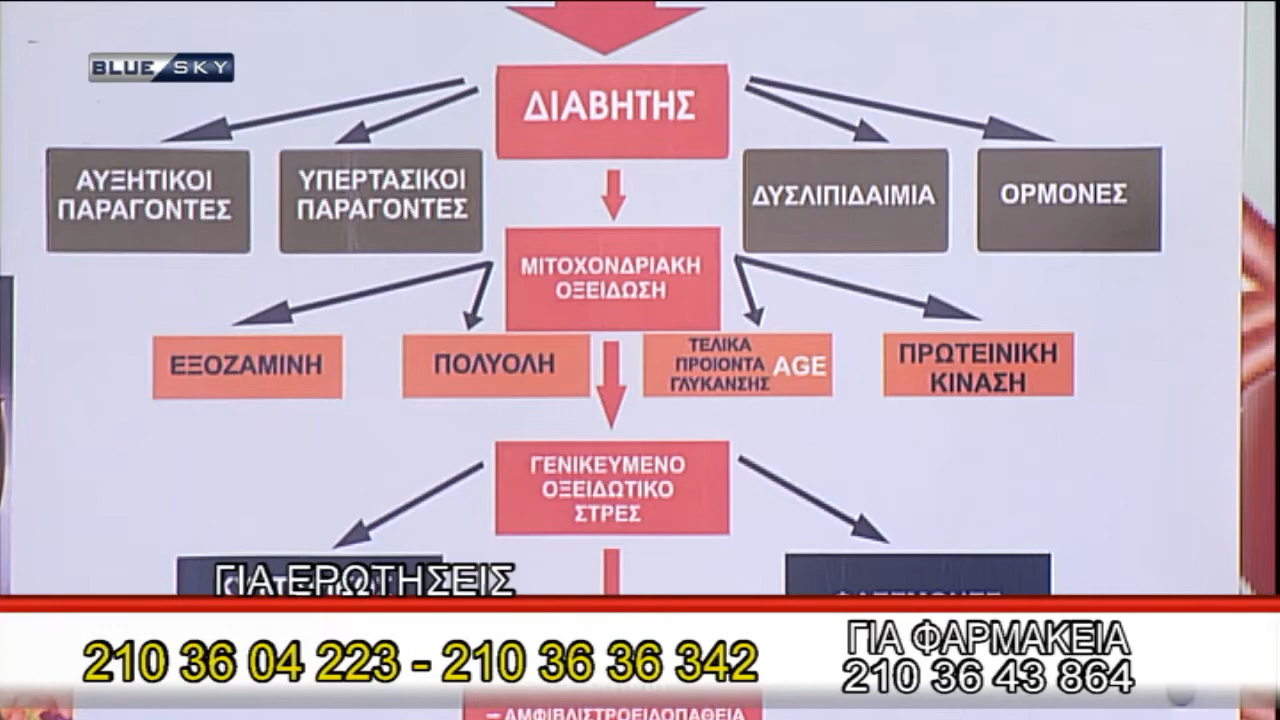 BLUE SKY
ΔΙΑΒΗΤΗΣ
ΑΥΞΗΤΙΚΟΙ
ΠΑΡΑΓΟΝΤΕΣ
ΥΠΕΡΤΑΣΙΚΟΙ
ΠΑΡΑΓΟΝΤΕΣ
ΔΥΣΛΙΠΙΔΑΙΜΙΑ
ΟΡΜΟΝΕΣ
ΜΙΤΟΧΟΝΔΡΙΑΚΗ
ΟΞΕΙΔΩΣΗ
ΕΞΟΖΑΜΙΝΗ
ΠΟΛΥΟΛΗ
ΤΕΛΙΚΑ
ΠΡΟΙΟΝΤΑ AGE
ΓΛΥΚΑΝΣΗΣ
ΠΡΩΤΕΙΝΙΚΗ
ΚΙΝΑΣΗ
ΓΕΝΙΚΕΥΜΕΝΟ
ΟΞΕΙΔΩΤΙΚΟ
ΣΤΡΕΣ
ΓΙΑ ΕΡΩΤΗΣΕΙΣ
210 36 04 223 - 210 36 36 342
ΓΙΑ ΦΑΡΜΑΚΕΙΑ
210 36 43 864
– ΑΜΦΙΒΛΙΣΤΡΟΕΙΔΟΠΑΘΕΙΑ